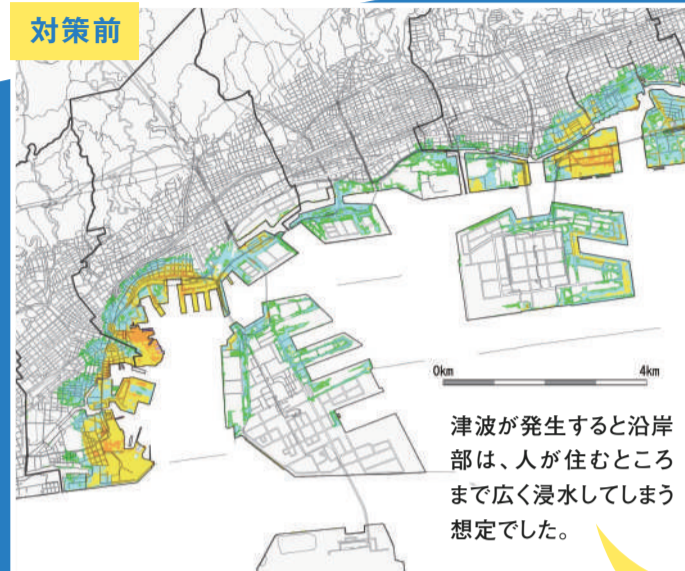 対策前
0km
4km
津波が発生すると沿岸
部は、人が住むところ
まで広く浸水してしまう
想定でした。